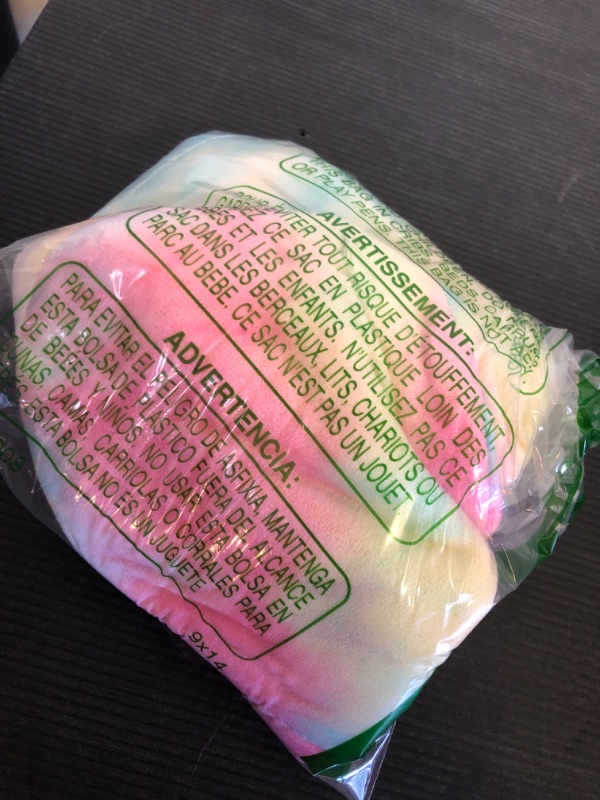 THIS BAG IN CRIBS
OR PLAY PENS. THIS BAG IS
AVERTISSEMENT:
POUR ÉVITER TOUT RISQUE D'ÉTOUFFEMENT,
GARDEZ CE SAC EN PLASTIQUE LOIN DES
ET LES ENFANTS. N'UTILISEZ PAS CE
SAC DANS LES BERCEAUX, LITS, CHARIOTS OU
PARC AU BEBE. CE SAC N'EST PAS UN JOUET.
ADVERTENCIA:
PARA EVITAR EL PELIGRO DE ASFIXIA, MANTENGA
ESTA BOLSA DE PLASTICO FUERA DEL ALCANCE
DE BEBES Y NIÑOS. NO USAR ESTA BOLSA EN
CUNAS, CAMAS, CARRIOLAS O CORRALES PARA
ESTA BOLSA NO ES UN JUGUETE
9x14